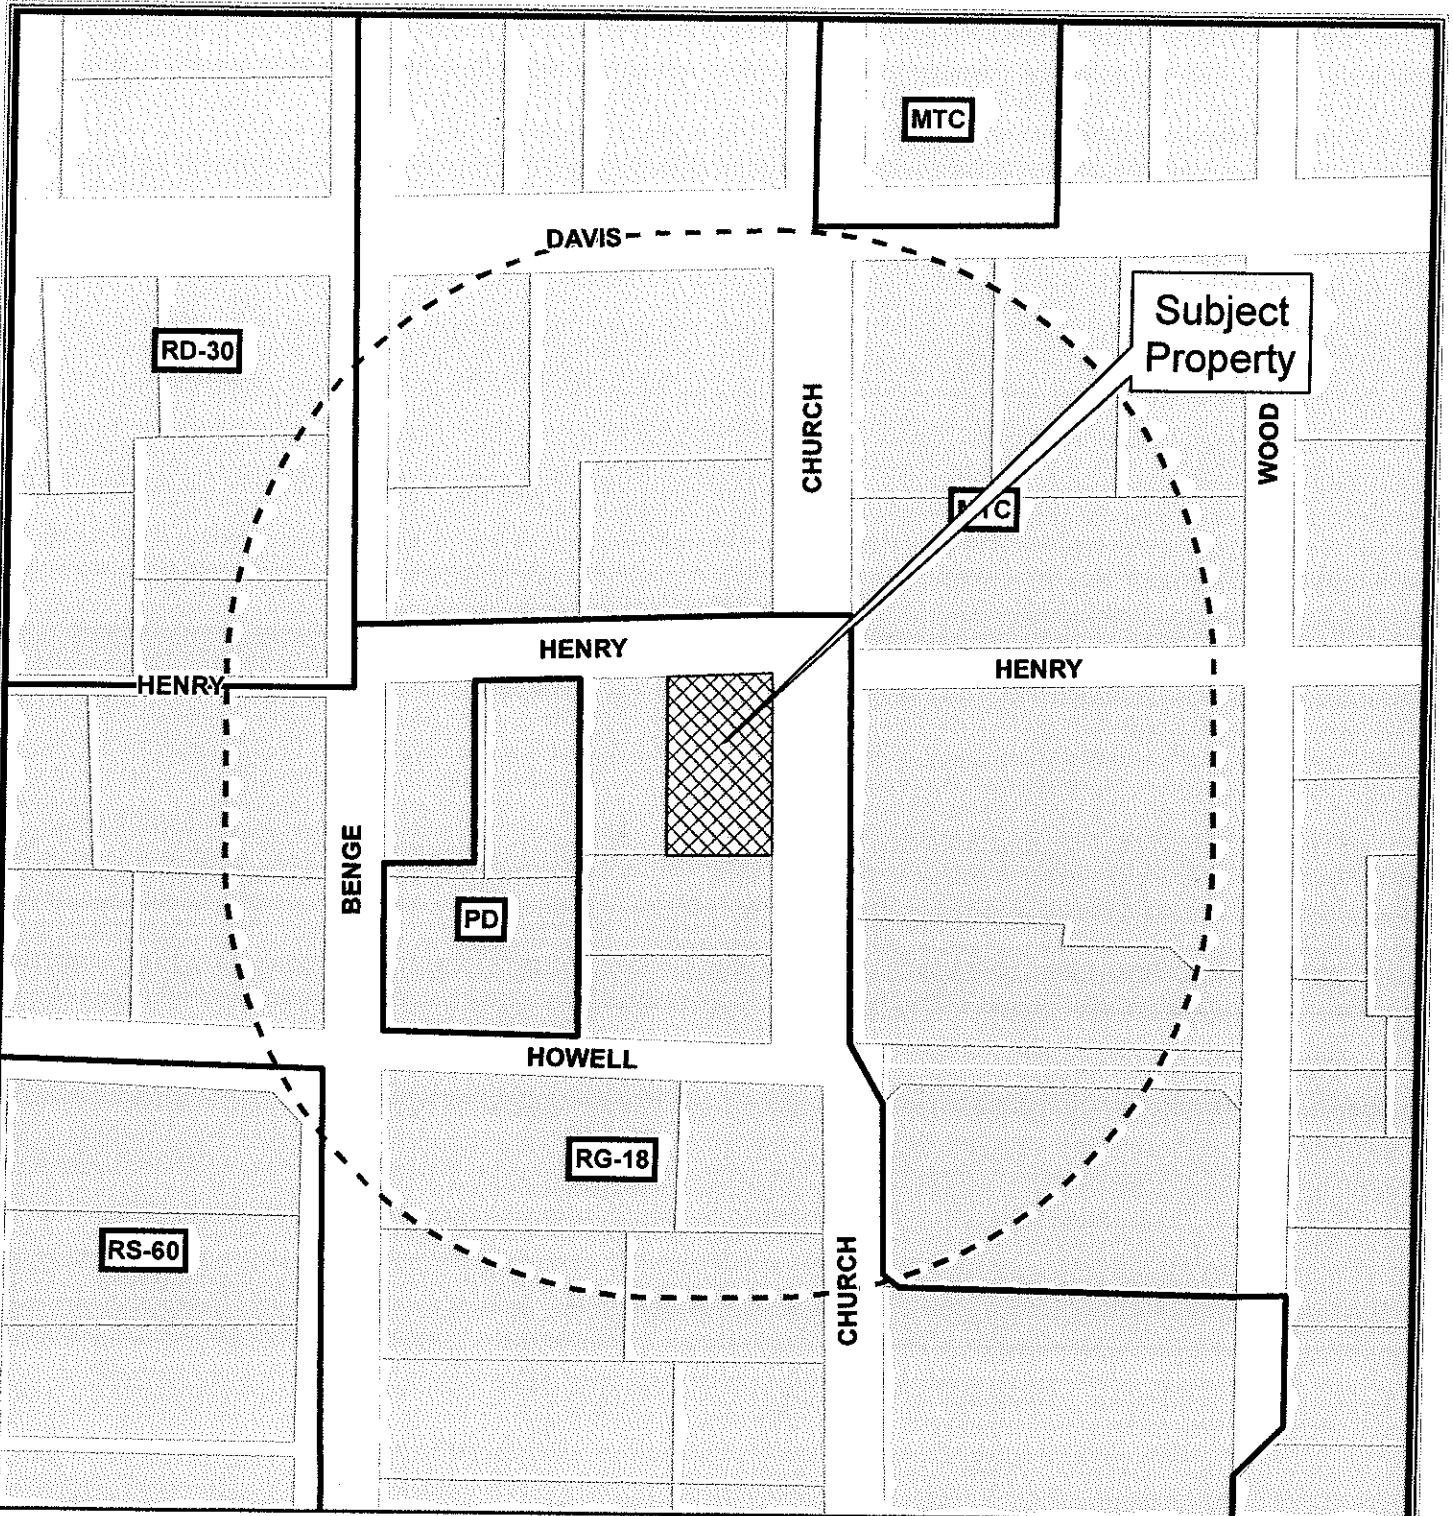 MTC
DAVIS
Subject
Property
RD-30
CHURCH
WOOD
MTC
HENRY
HENRY
HENRY
BENGE
PD
HOWELL
RG-18
RS-60
CHURCH